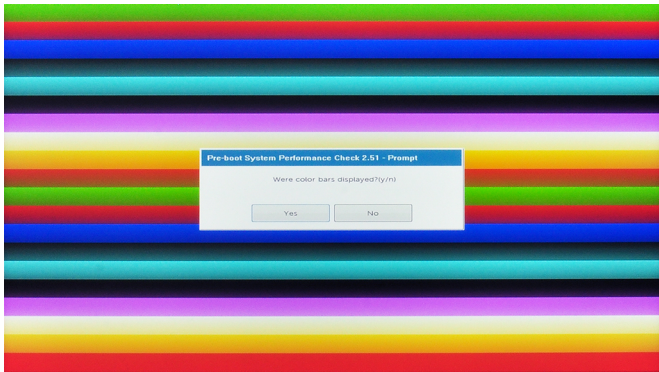 Pre-boot System Performance Check 2.51 - Prompt
Were color bars displayed?(y/n)
Yes
No